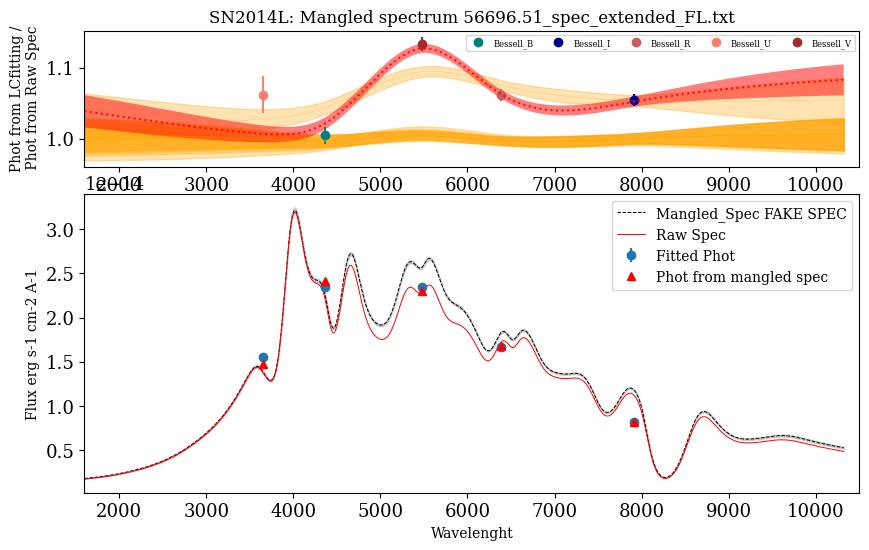 SN2014L: Mangled spectrum 56696.51_spec_extended_FL.txt
Phot from LCfitting /
Phot from Raw Spec
1.1
1.0
Bessell_B Bessell_I Bessell_R Bessell_U Bessell_V
2000 3000 4000 5000 6000 7000 8000 9000 10000
1e−14
Flux erg s-1 cm-2 A-1
3.0
2.5
2.0
1.5
1.0
0.5
Mangled_Spec FAKE SPEC
Raw Spec
Fitted Phot
Phot from mangled spec
2000 3000 4000 5000 6000 7000 8000 9000 10000
Wavelenght